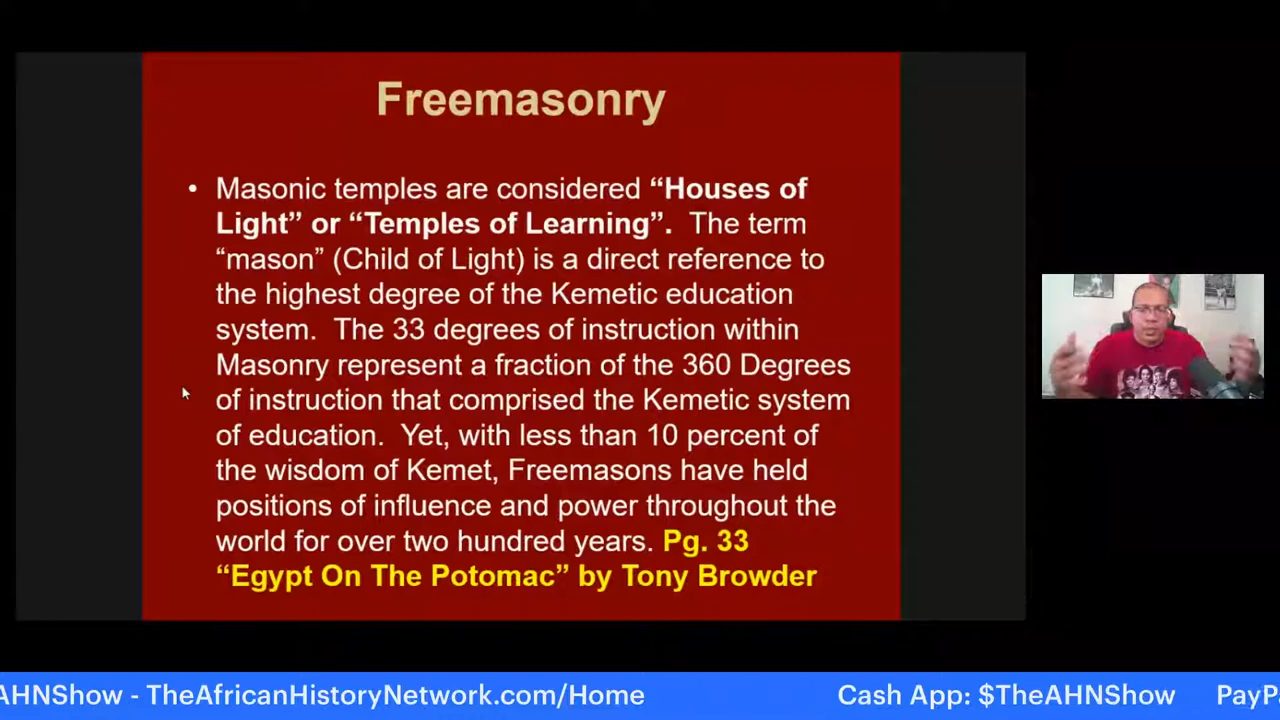 Freemasonry
• Masonic temples are considered “Houses of
Light” or “Temples of Learning”. The term
“mason” (Child of Light) is a direct reference to
the highest degree of the Kemetic education
system. The 33 degrees of instruction within
Masonry represent a fraction of the 360 Degrees
of instruction that comprised the Kemetic system
of education. Yet, with less than 10 percent of
the wisdom of Kemet, Freemasons have held
positions of influence and power throughout the
world for over two hundred years. Pg. 33
“Egypt On The Potomac” by Tony Browder
AHNShow - TheAfricanHistoryNetwork.com/Home Cash App: $TheAHNShow PayP